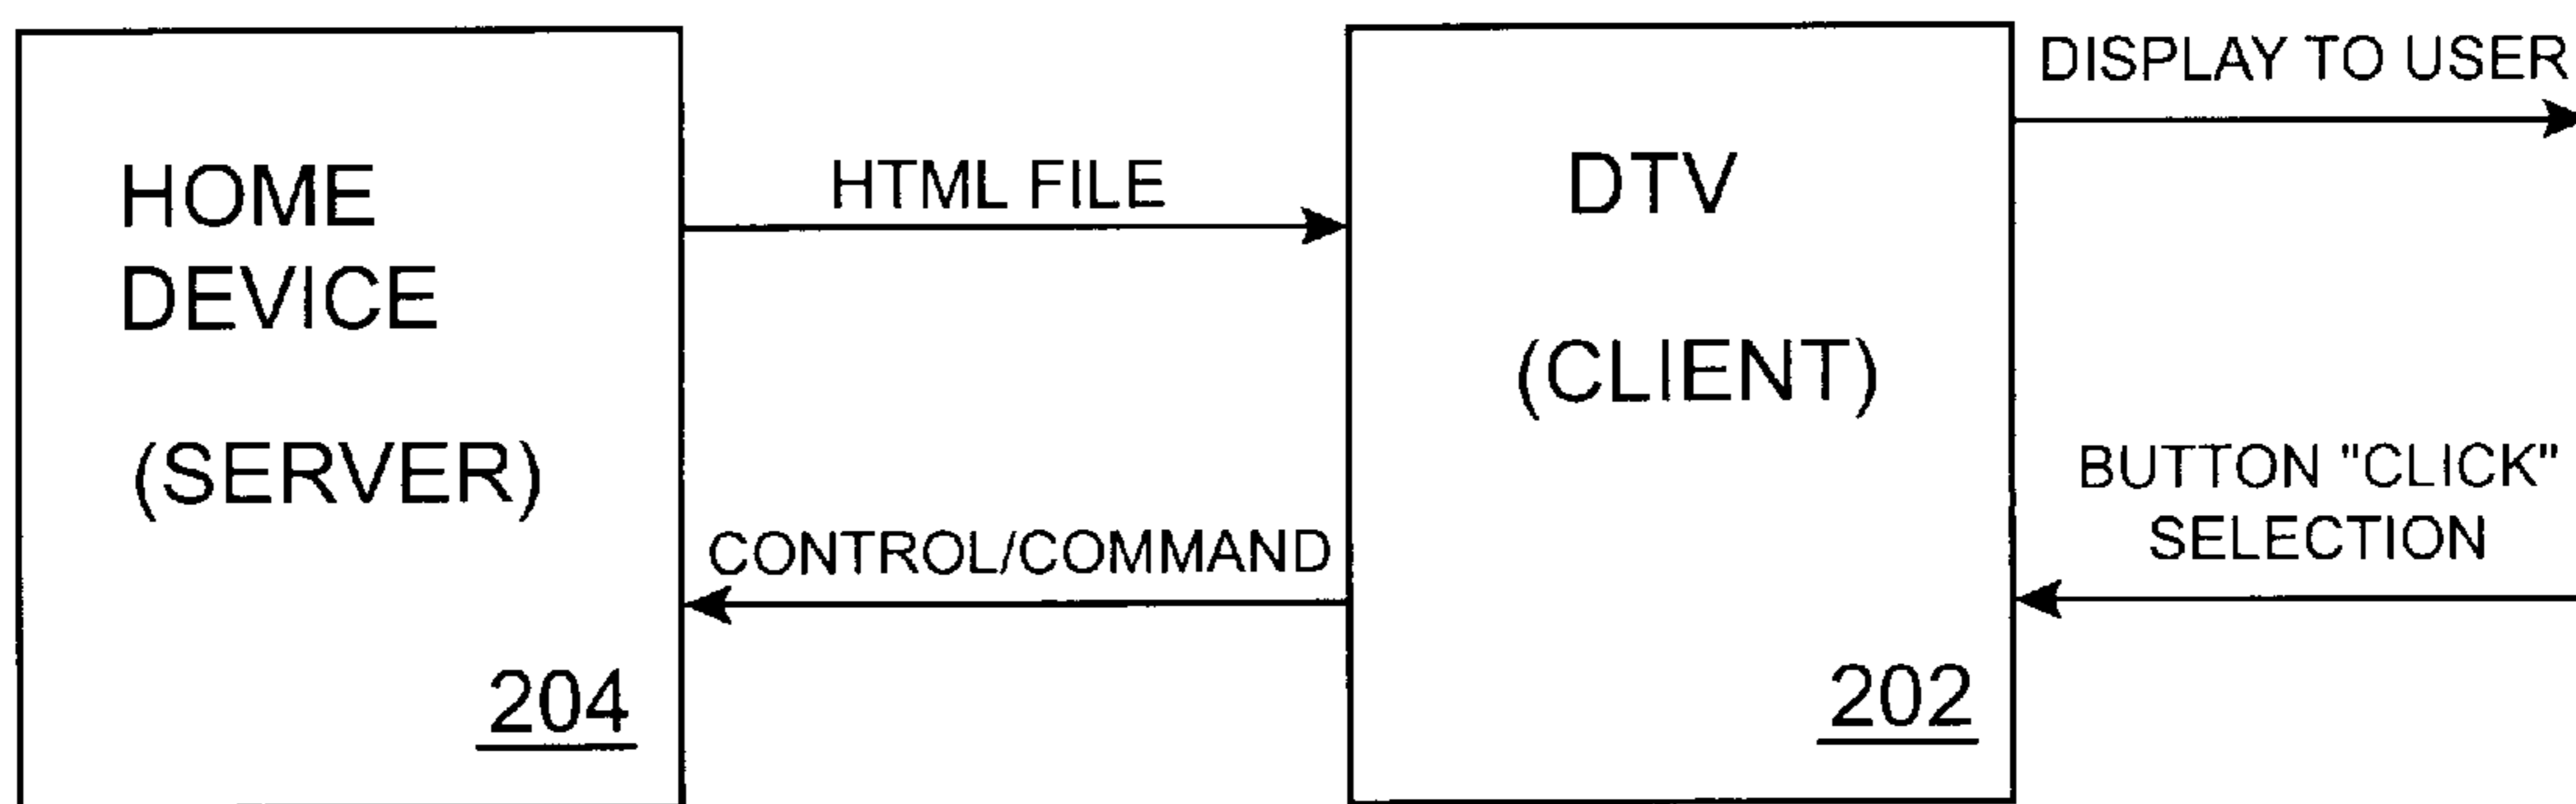 HOME
DEVICE
(SERVER)
204
HTML FILE
CONTROL/COMMAND
DTV
(CLIENT)
202
DISPLAY TO USER
BUTTON "CLICK"
SELECTION